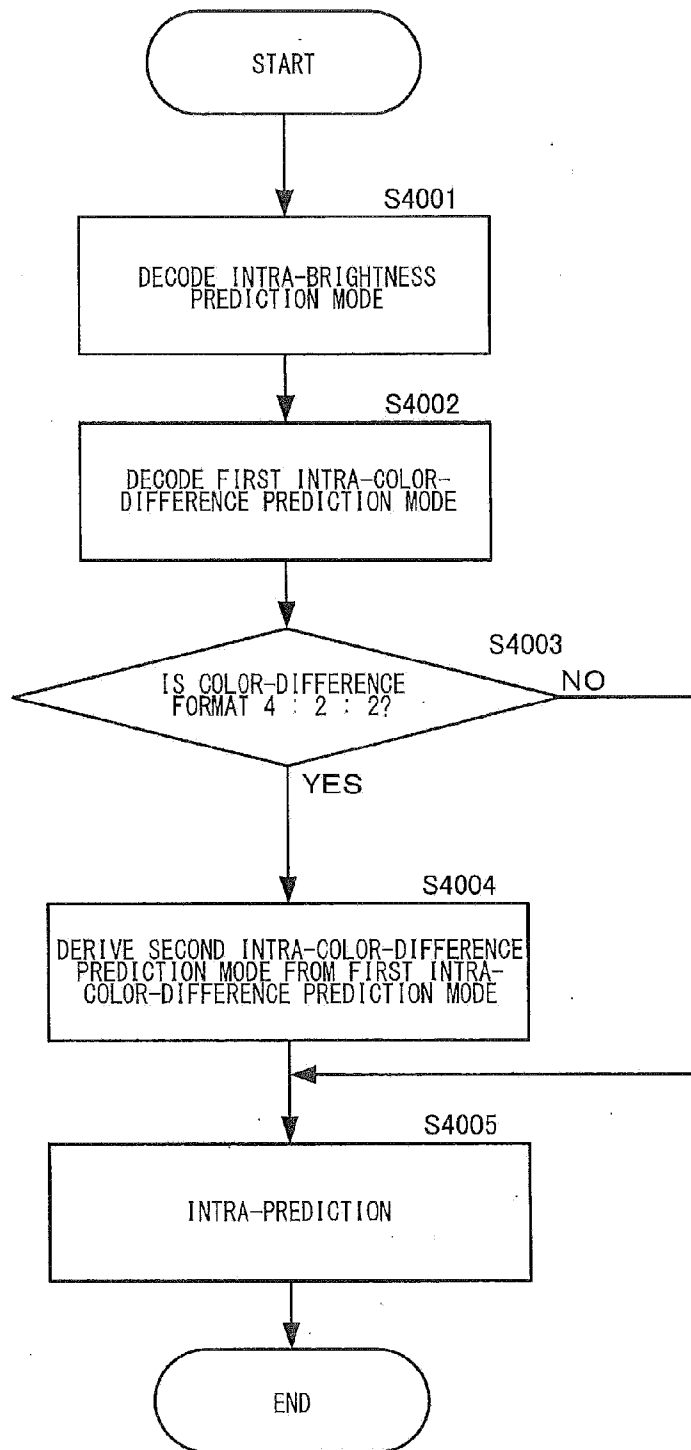 START
S4001
DECODE INTRA-BRIGHTNESS
PREDICTION MODE
S4002
DECODE FIRST INTRA-COLOR-
DIFFERENCE PREDICTION MODE
S4003
IS COLOR-DIFFERENCE
FORMAT 4 : 2 : 2?
NO
YES
S4004
DERIVE SECOND INTRA-COLOR-DIFFERENCE
PREDICTION MODE FROM FIRST INTRA-
COLOR-DIFFERENCE PREDICTION MODE
S4005
INTRA-PREDICTION
END